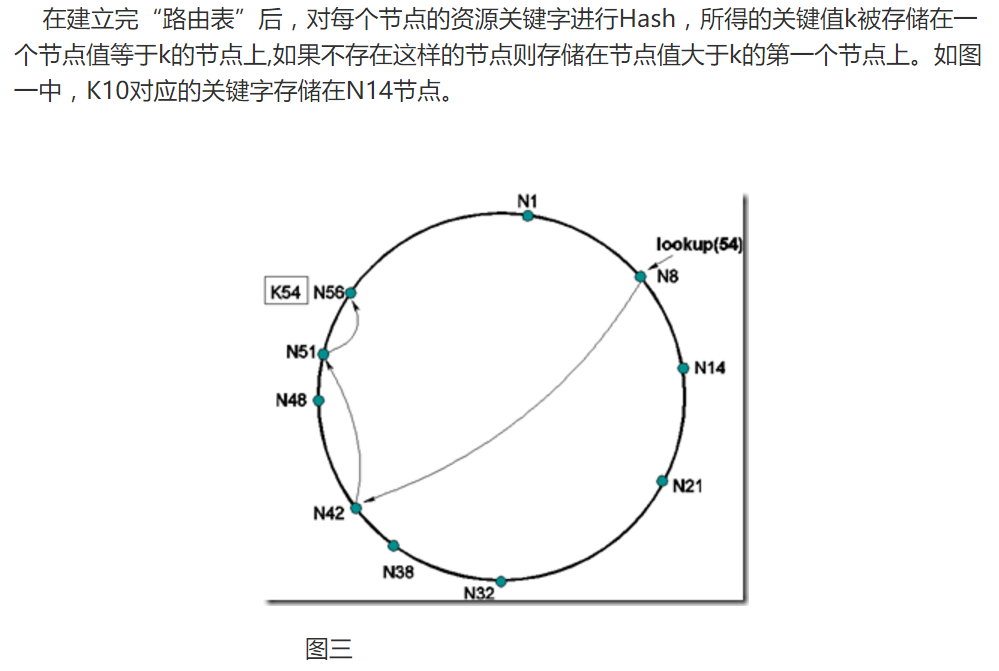 在建立完“路由表”后，对每个节点的资源关键字进行Hash，所得的关键值k被存储在一
个节点值等于k的节点上,如果不存在这样的节点则存储在节点值大于k的第一个节点上。如图
一中，K10对应的关键字存储在N14节点。
N1
lookup(54)
K54 N56
N8
N51
N14
N48
N21
N42
N38
N32
图三